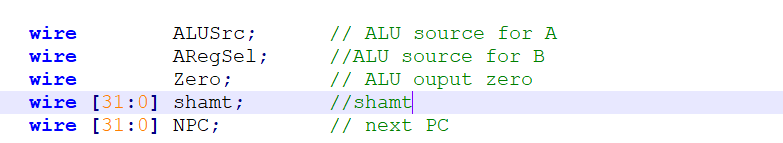 wire ALUSrc; // ALU source for A
wire ARegSel; //ALU source for B
wire Zero; // ALU ouput zero
wire [31:0] shamt; //shamt
wire [31:0] NPC; // next PC